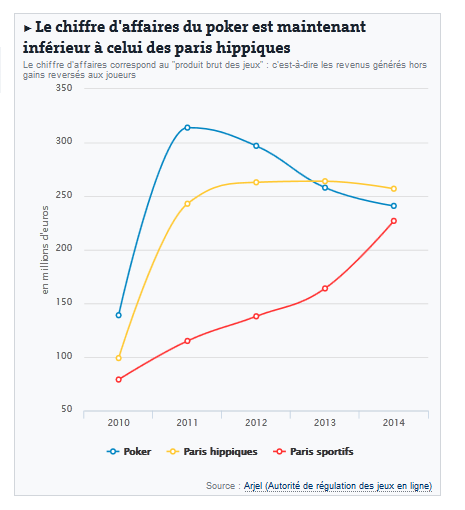 ► Le chiffre d'affaires du poker est maintenant
inférieur à celui des paris hippiques
Le chiffre d'affaires correspond au "produit brut des jeux" : c'est-à-dire les revenus générés hors
gains reversés aux joueurs
350
300
250
200
150
100
50
en millions d'euros
2010 2011 2012 2013 2014
Poker Paris hippiques Paris sportifs
Source : Arjel (Autorité de régulation des jeux en ligne)